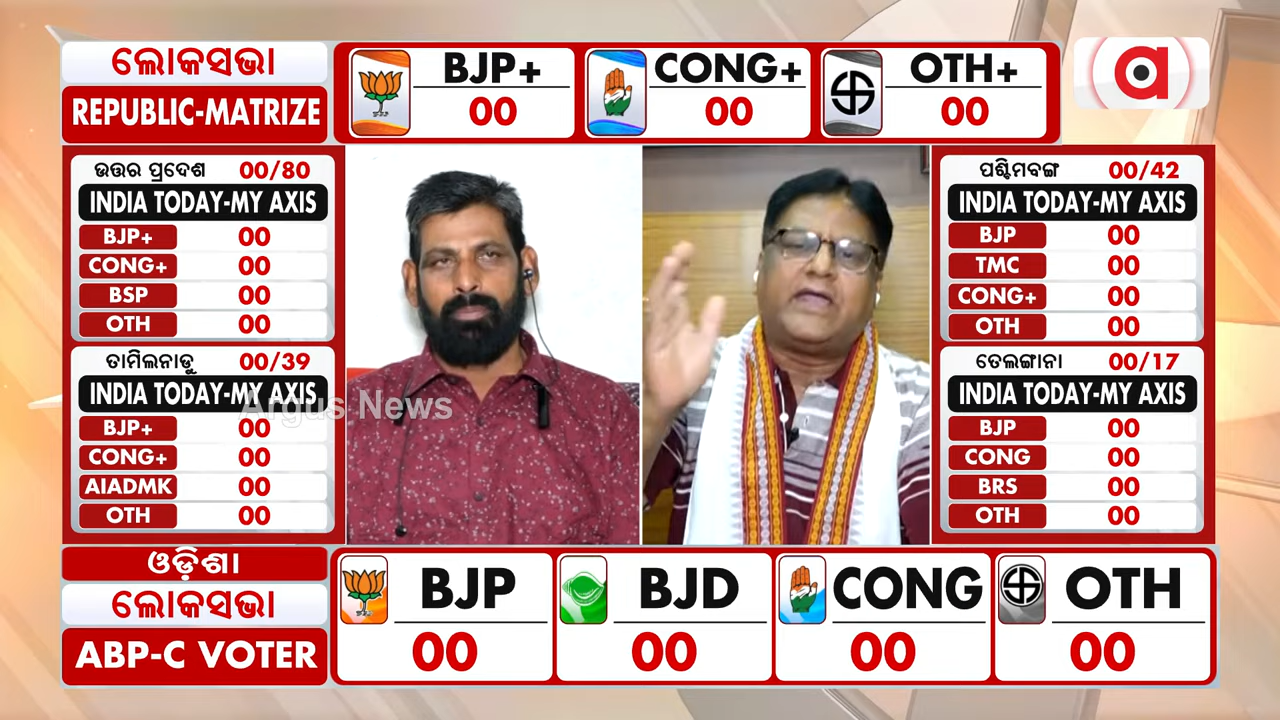 ଲୋକସଭା
REPUBLIC-MATRIZE
BJP+
00
CONG+
00
OTH+
00
a
ଉତ୍ତର ପ୍ରଦେଶ 00/80
INDIA TODAY-MY AXIS
BJP+ 00
CONG+ 00
BSP 00
OTH 00
ତାମିଲନାଡୁ 00/39
INDIA TODAY-MY AXIS
BJP+ 00
CONG+ 00
AIADMK 00
OTH 00
Argus News
ପଶ୍ଚିମବଙ୍ଗ 00/42
INDIA TODAY-MY AXIS
BJP 00
TMC 00
CONG+ 00
OTH 00
ତେଲଙ୍ଗାନା 00/17
INDIA TODAY-MY AXIS
BJP 00
CONG 00
BRS 00
OTH 00
ଓଡ଼ିଶା
ଲୋକସଭା
ABP-C VOTER
BJP
00
BJD
00
CONG
00
OTH
00